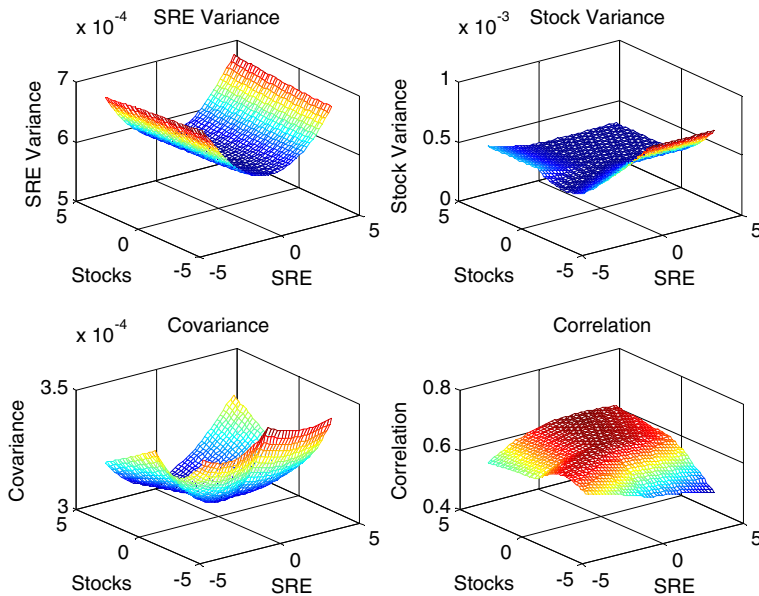 x 10⁻⁴
SRE Variance
7
6
5
SRE Variance
5
0
-5
Stocks
-5
0
5
SRE
x 10⁻³
Stock Variance
1
0.5
0
Stock Variance
5
0
-5
Stocks
-5
0
5
SRE
x 10⁻⁴
Covariance
3.5
3
Covariance
5
0
-5
Stocks
-5
0
5
SRE
Correlation
0.8
0.6
0.4
Correlation
5
0
-5
Stocks
-5
0
5
SRE